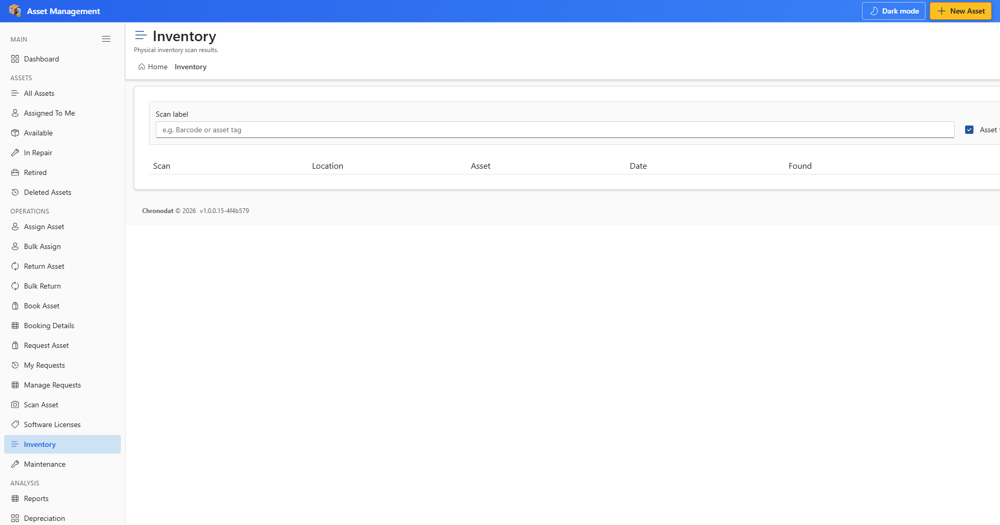 Asset Management
Dark mode
New Asset
MAIN
Dashboard
ASSETS
All Assets
Assigned To Me
Available
In Repair
Retired
Deleted Assets
OPERATIONS
Assign Asset
Bulk Assign
Return Asset
Bulk Return
Book Asset
Booking Details
Request Asset
My Requests
Manage Requests
Scan Asset
Software Licenses
Inventory
Maintenance
ANALYSIS
Reports
Depreciation
Inventory
Physical inventory scan results.
Home Inventory
Scan label
e.g. Barcode or asset tag
Asset
Scan Location Asset Date Found
Chronodat © 2026 v1.0.0.15-4f4b579